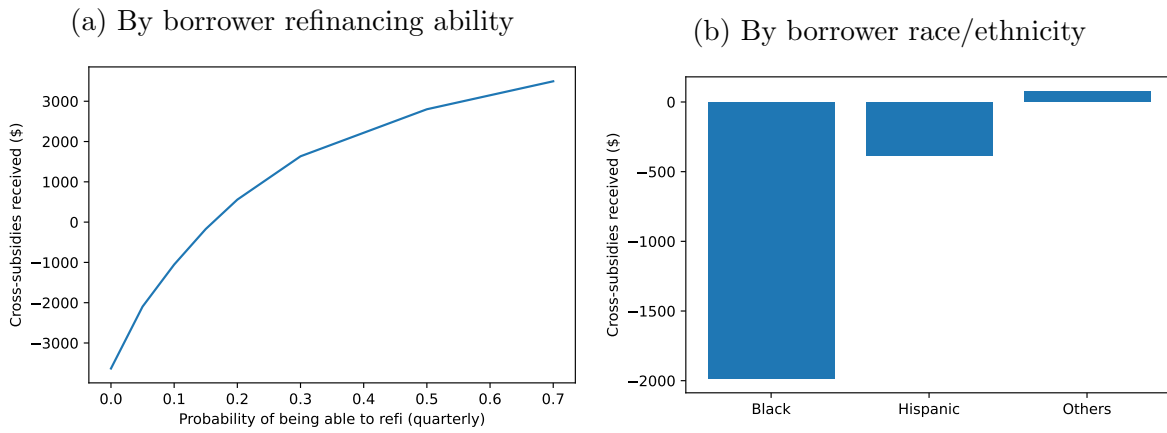 (a) By borrower refinancing ability
3000
2000
1000
0
−1000
−2000
−3000
Cross-subsidies received ($)
0.0 0.1 0.2 0.3 0.4 0.5 0.6 0.7
Probability of being able to refi (quarterly)
(b) By borrower race/ethnicity
0
−500
−1000
−1500
−2000
Cross-subsidies received ($)
Black Hispanic Others